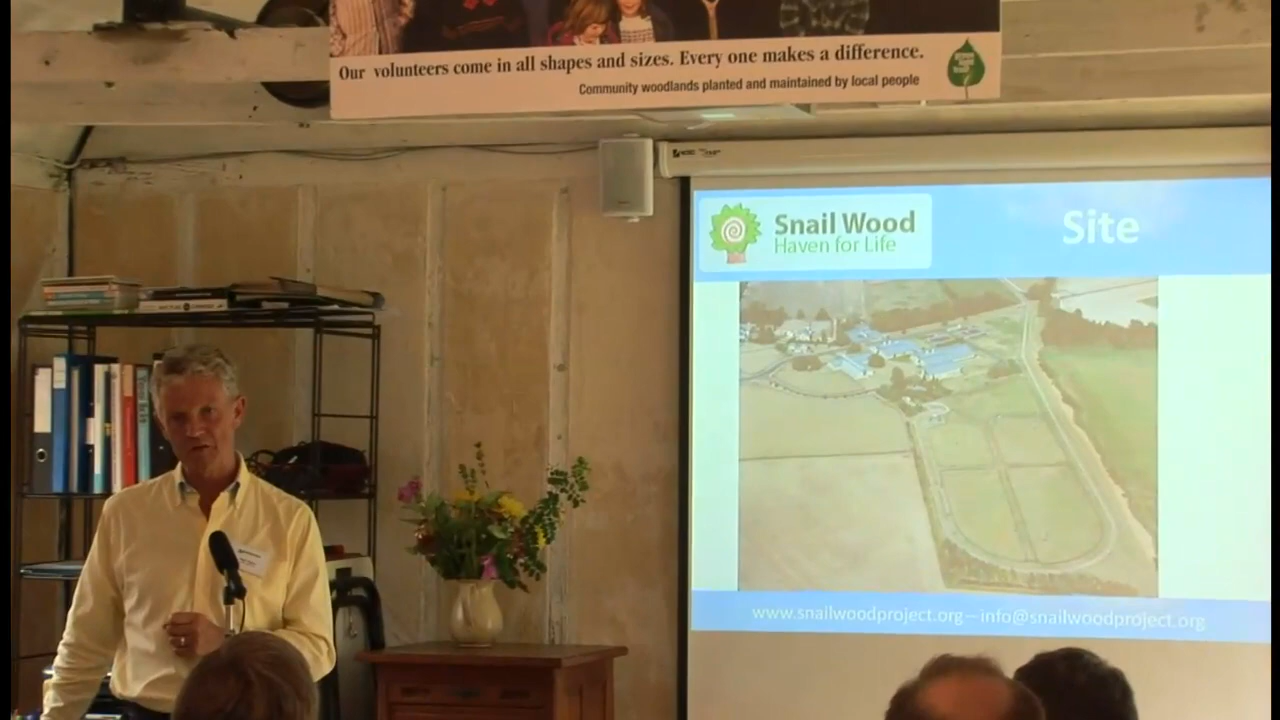 Our volunteers come in all shapes and sizes. Every one makes a difference.
Community woodlands planted and maintained by local people
Snail Wood
Haven for Life
Site
www.snailwoodproject.org—info@snailwoodproject.org